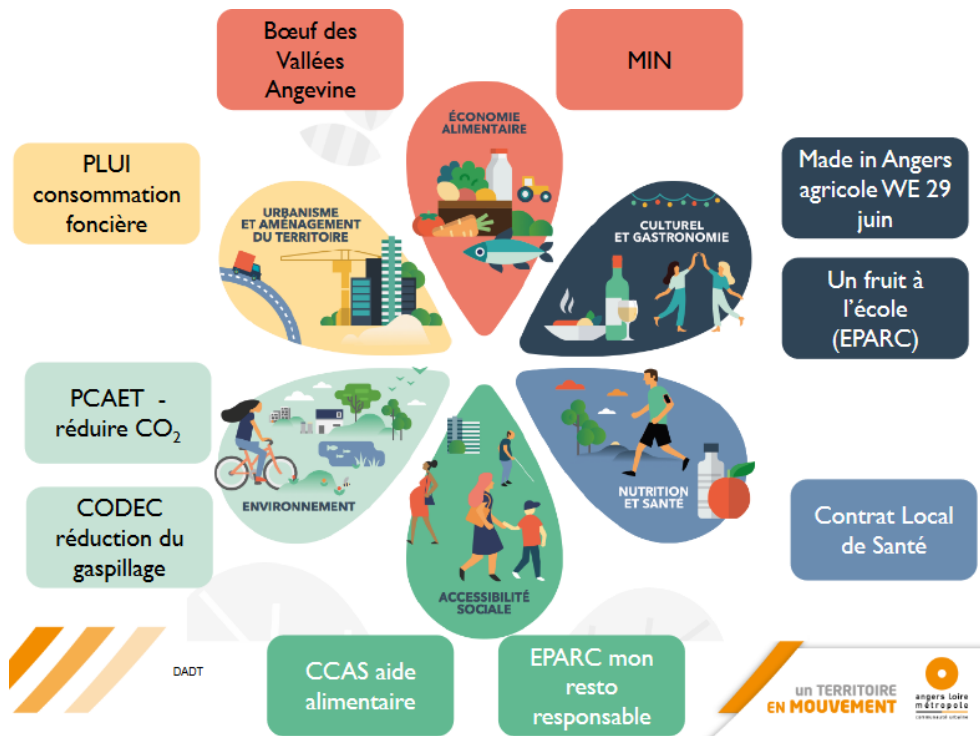 Bœuf des
Vallées
Angevine
MIN
ÉCONOMIE
ALIMENTAIRE
PLUI
consommation
foncière
URBANISME
ET AMÉNAGEMENT
DU TERRITOIRE
CULTUREL
ET GASTRONOMIE
Made in Angers
agricole WE 29
juin
Un fruit à
l’école
(EPARC)
PCAET -
réduire CO₂
CODEC
réduction du
gaspillage
ENVIRONNEMENT
NUTRITION
ET SANTÉ
Contrat Local
de Santé
ACCESSIBILITÉ
SOCIALE
CCAS aide
alimentaire
EPARC mon
resto
responsable
DADT
un TERRITOIRE
EN MOUVEMENT
angers Loire
métropole
communauté urbaine